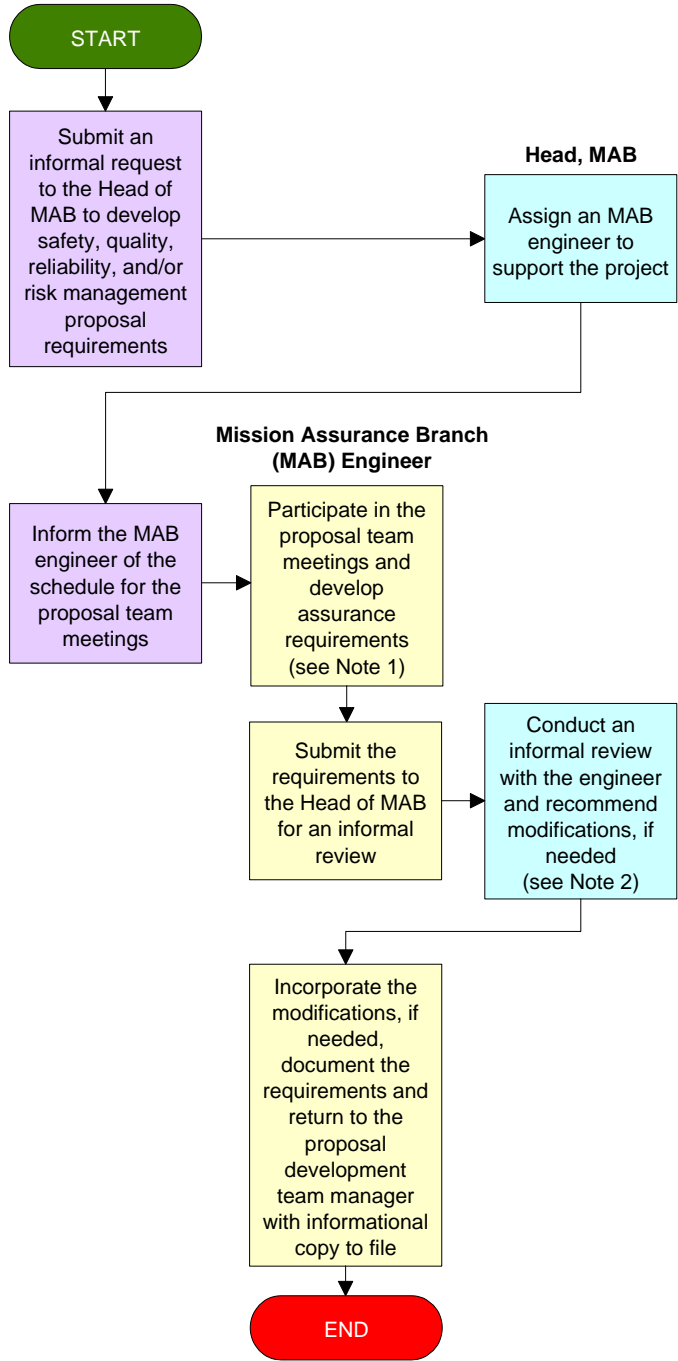 START
Submit an
informal request
to the Head of
MAB to develop
safety, quality,
reliability, and/or
risk management
proposal
requirements
Head, MAB
Assign an MAB
engineer to
support the project
Mission Assurance Branch
(MAB) Engineer
Inform the MAB
engineer of the
schedule for the
proposal team
meetings
Participate in the
proposal team
meetings and
develop
assurance
requirements
(see Note 1)
Submit the
requirements to
the Head of MAB
for an informal
review
Conduct an
informal review
with the engineer
and recommend
modifications, if
needed
(see Note 2)
Incorporate the
modifications, if
needed,
document the
requirements and
return to the
proposal
development
team manager
with informational
copy to file
END